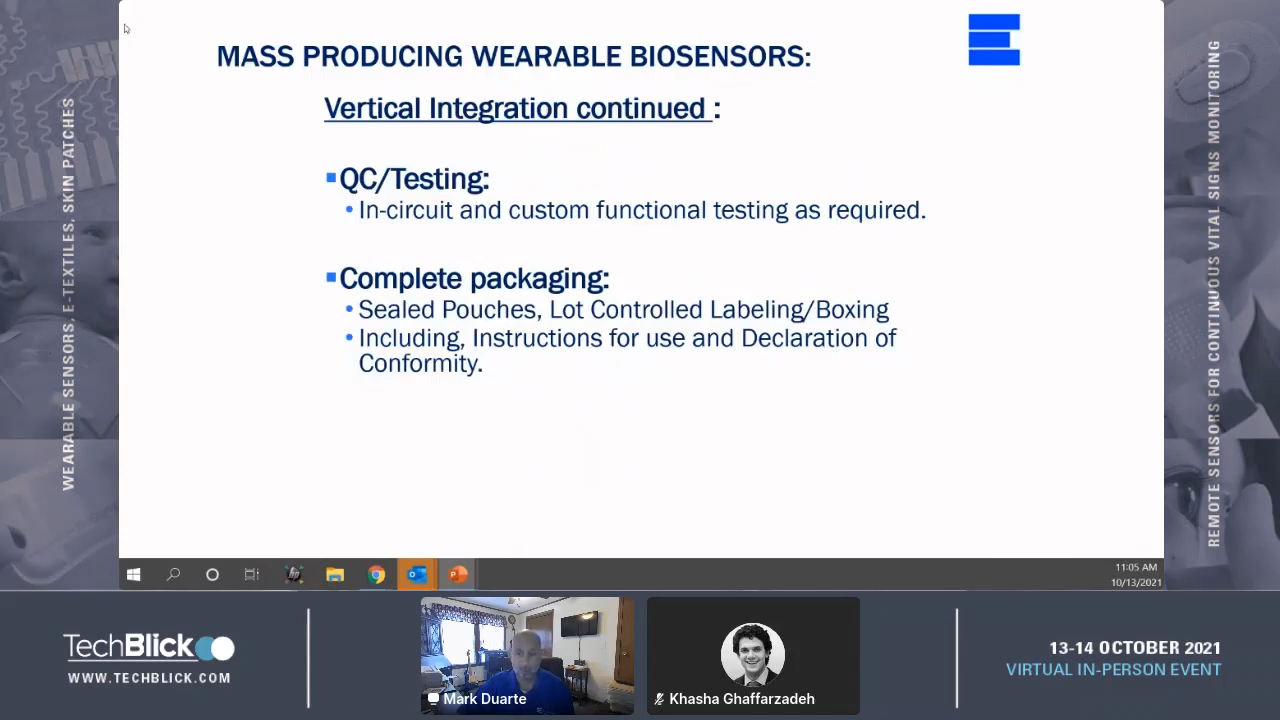 MASS PRODUCING WEARABLE BIOSENSORS:
Vertical Integration continued :
QC/Testing:
In-circuit and custom functional testing as required.
Complete packaging:
Sealed Pouches, Lot Controlled Labeling/Boxing
Including, Instructions for use and Declaration of
Conformity.
WEARABLE SENSORS, E-TEXTILES, SKIN PATCHES
REMOTE SENSORS FOR CONTINUOUS VITAL SIGNS MONITORING
11:05 AM
10/13/2021
TechBlick
WWW.TECHBLICK.COM
Mark Duarte
Khasha Ghaffarzadeh
13-14 OCTOBER 2021
VIRTUAL IN-PERSON EVENT